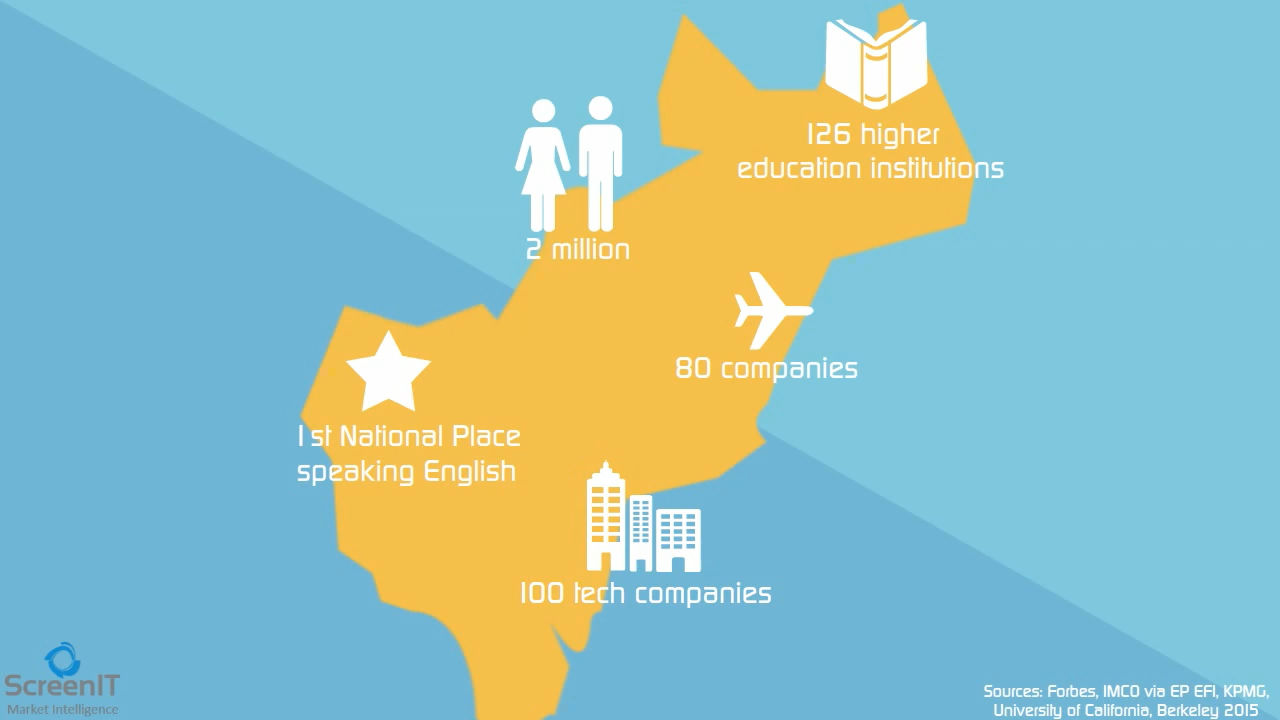 126 higher
education institutions
2 million
80 companies
1st National Place
speaking English
100 tech companies
ScreenIT
Market Intelligence
Sources: Forbes, IMCO via EP EFI, KPMG,
University of California, Berkeley 2015